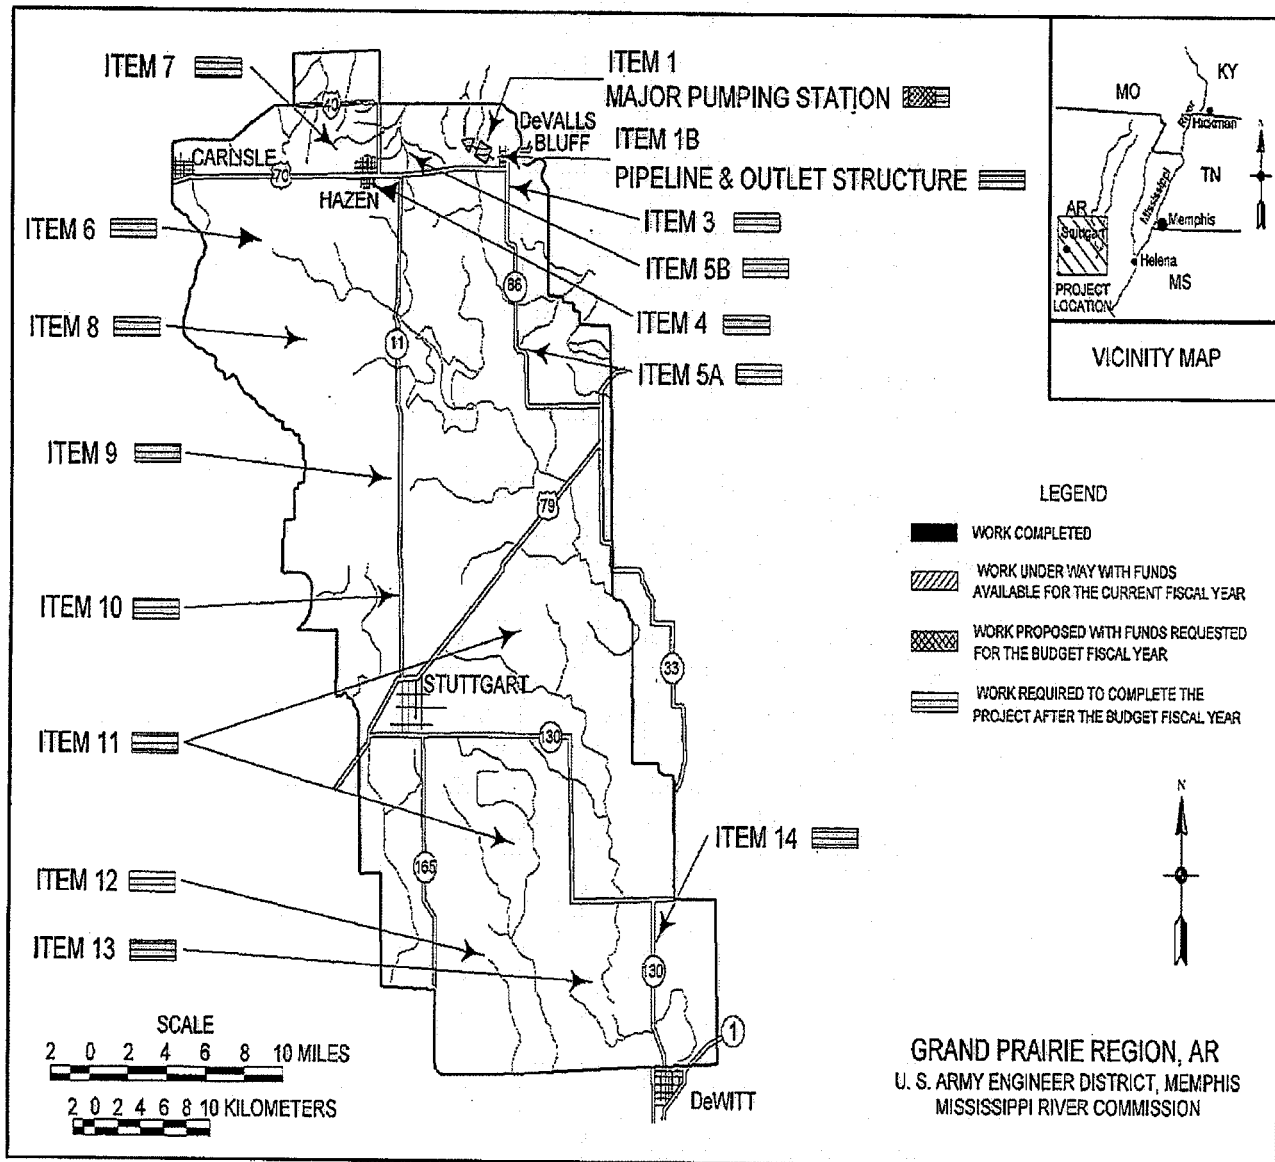 ITEM 7
ITEM 1
MAJOR PUMPING STATION
ITEM 1B
PIPELINE & OUTLET STRUCTURE
ITEM 3
ITEM 5B
ITEM 4
ITEM 5A
ITEM 6
ITEM 8
ITEM 9
ITEM 10
ITEM 11
ITEM 12
ITEM 13
ITEM 14
40
DeVALLS
BLUFF
CARLISLE
70
HAZEN
86
11
79
33
STUTTGART
130
165
130
1
DeWITT
SCALE
2 0 2 4 6 8 10 MILES
2 0 2 4 6 8 10 KILOMETERS
MO
KY
River
Hickman
TN
Mississippi
AR
Stuttgart
Memphis
Helena
MS
PROJECT
LOCATION
VICINITY MAP
LEGEND
WORK COMPLETED
WORK UNDER WAY WITH FUNDS
AVAILABLE FOR THE CURRENT FISCAL YEAR
WORK PROPOSED WITH FUNDS REQUESTED
FOR THE BUDGET FISCAL YEAR
WORK REQUIRED TO COMPLETE THE
PROJECT AFTER THE BUDGET FISCAL YEAR
N
GRAND PRAIRIE REGION, AR
U. S. ARMY ENGINEER DISTRICT, MEMPHIS
MISSISSIPPI RIVER COMMISSION